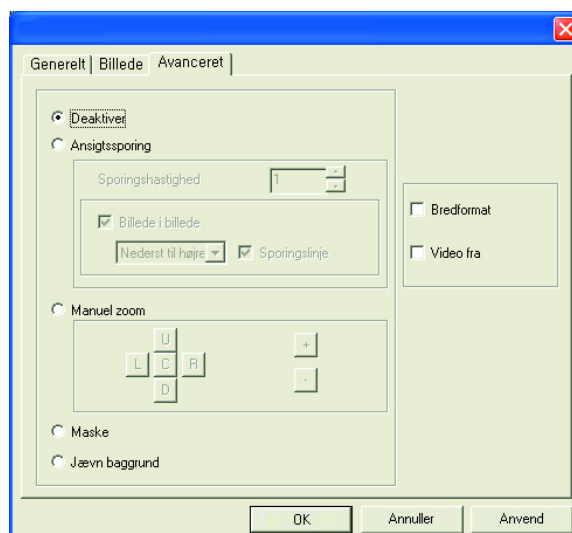 Generelt Billede Avanceret
Deaktiver
Ansigtssporing
Sporingshastighed 1
Billede i billede
Nederst til højre Sporingslinje
Manuel zoom
U
L C R
D
+
-
Maske
Jævn baggrund
Bredformat
Video fra
OK Annuller Anvend